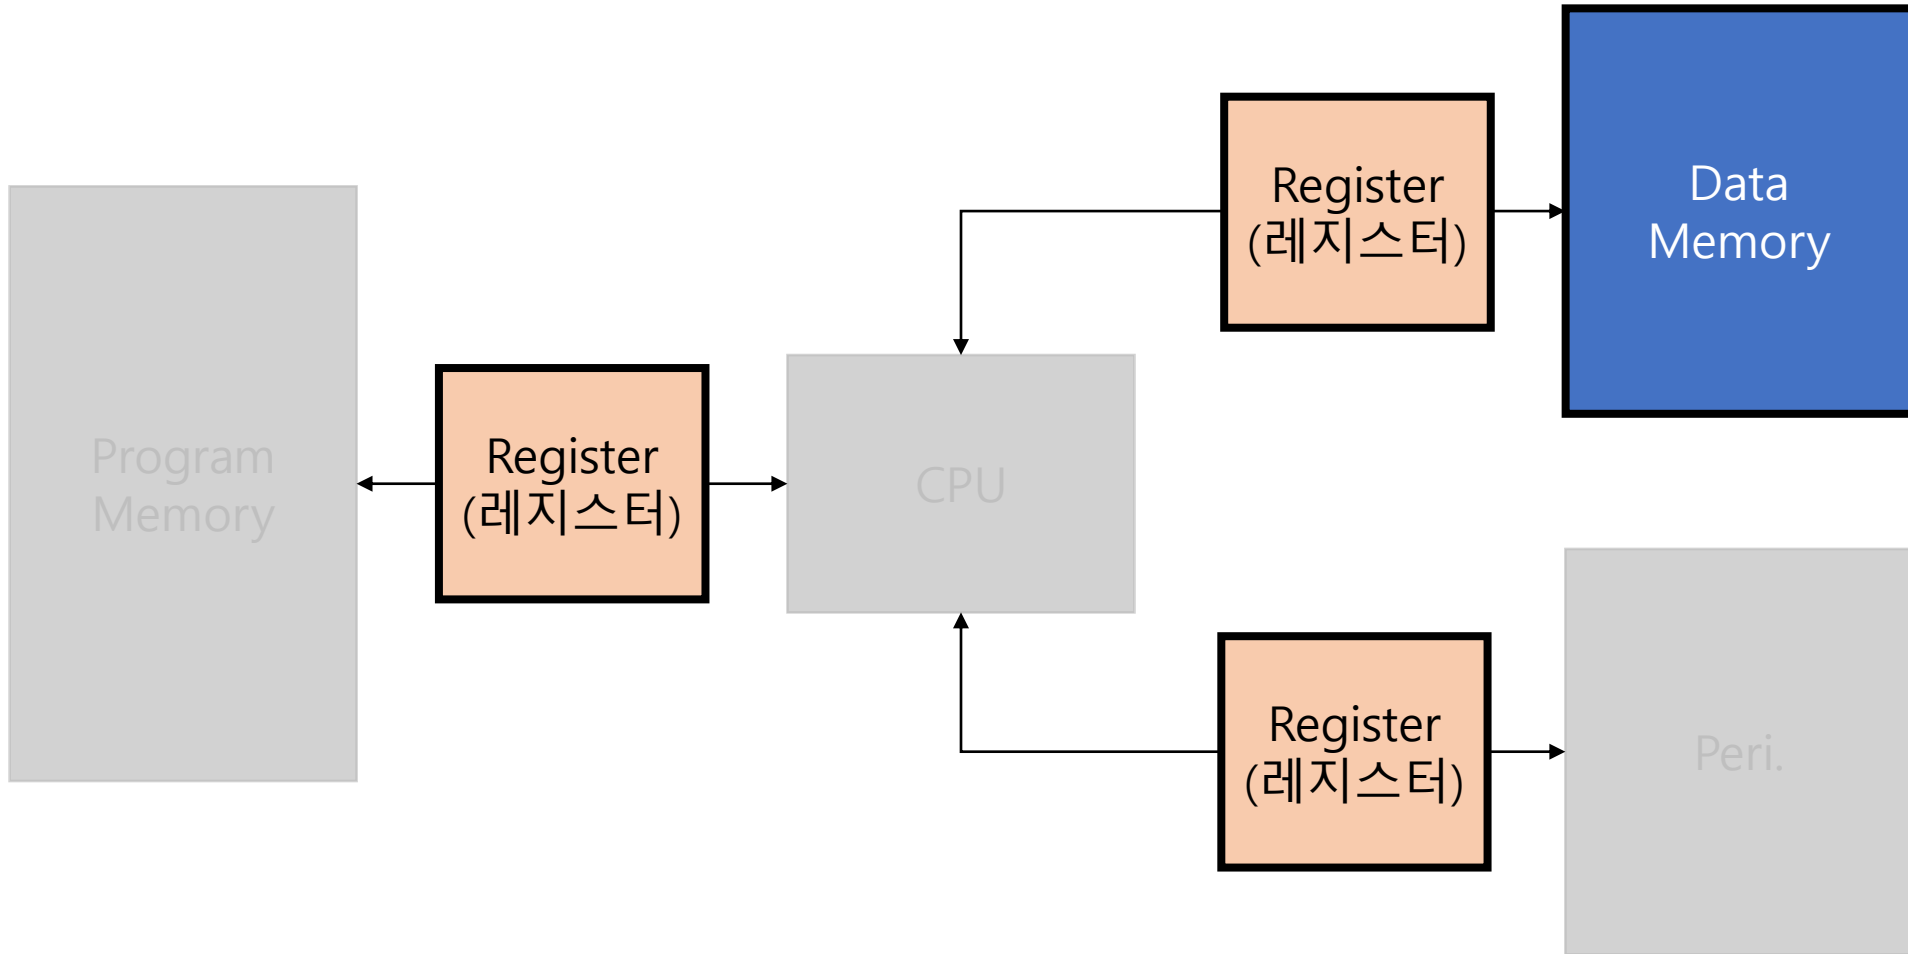 Register
(레지스터)
Data
Memory
Program
Memory
Register
(레지스터)
CPU
Register
(레지스터)
Peri.